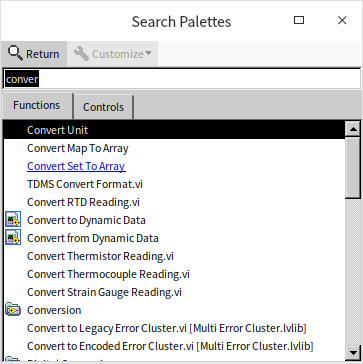 Search Palettes
Return Customize
conver
Functions Controls
Convert Unit
Convert Map To Array
Convert Set To Array
TDMS Convert Format.vi
Convert RTD Reading.vi
Convert to Dynamic Data
Convert from Dynamic Data
Convert Thermistor Reading.vi
Convert Thermocouple Reading.vi
Convert Strain Gauge Reading.vi
Conversion
Convert to Legacy Error Cluster.vi [Multi Error Cluster.lvlib]
Convert to Encoded Error Cluster.vi [Multi Error Cluster.lvlib]